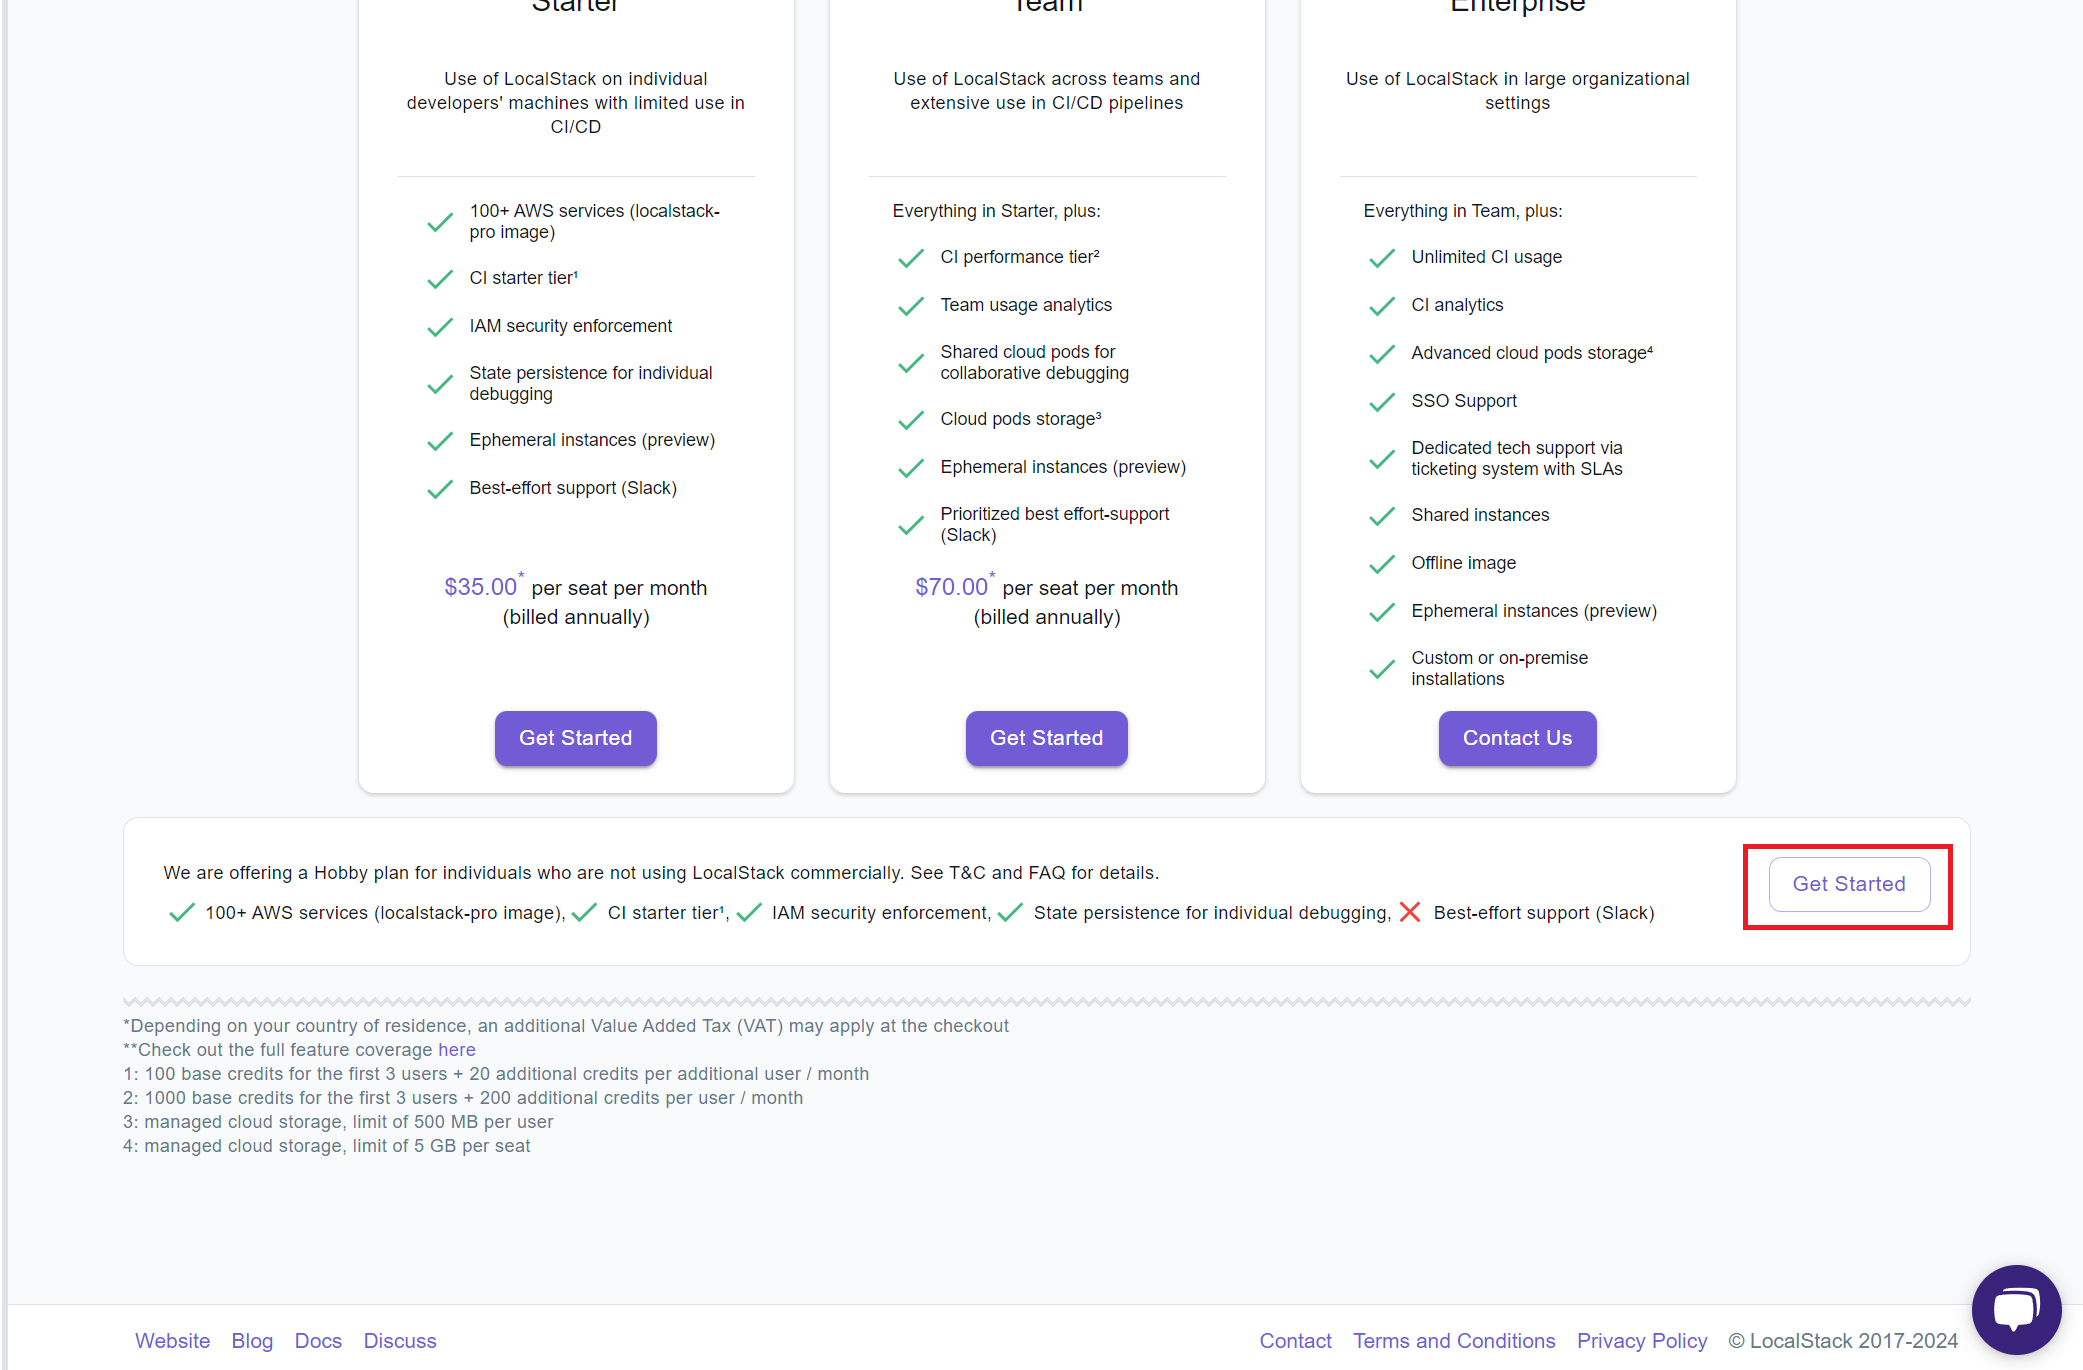 Starter
Use of LocalStack on individual
developers' machines with limited use in
CI/CD
100+ AWS services (localstack-
pro image)
CI starter tier¹
IAM security enforcement
State persistence for individual
debugging
Ephemeral instances (preview)
Best-effort support (Slack)
$35.00* per seat per month
(billed annually)
Get Started
Team
Use of LocalStack across teams and
extensive use in CI/CD pipelines
Everything in Starter, plus:
CI performance tier²
Team usage analytics
Shared cloud pods for
collaborative debugging
Cloud pods storage³
Ephemeral instances (preview)
Prioritized best effort-support
(Slack)
$70.00* per seat per month
(billed annually)
Get Started
Enterprise
Use of LocalStack in large organizational
settings
Everything in Team, plus:
Unlimited CI usage
CI analytics
Advanced cloud pods storage⁴
SSO Support
Dedicated tech support via
ticketing system with SLAs
Shared instances
Offline image
Ephemeral instances (preview)
Custom or on-premise
installations
Contact Us
We are offering a Hobby plan for individuals who are not using LocalStack commercially. See T&C and FAQ for details.
100+ AWS services (localstack-pro image), CI starter tier¹, IAM security enforcement, State persistence for individual debugging, Best-effort support (Slack)
Get Started
*Depending on your country of residence, an additional Value Added Tax (VAT) may apply at the checkout
**Check out the full feature coverage here
1: 100 base credits for the first 3 users + 20 additional credits per additional user / month
2: 1000 base credits for the first 3 users + 200 additional credits per user / month
3: managed cloud storage, limit of 500 MB per user
4: managed cloud storage, limit of 5 GB per seat
Website Blog Docs Discuss
Contact Terms and Conditions Privacy Policy © LocalStack 2017-2024